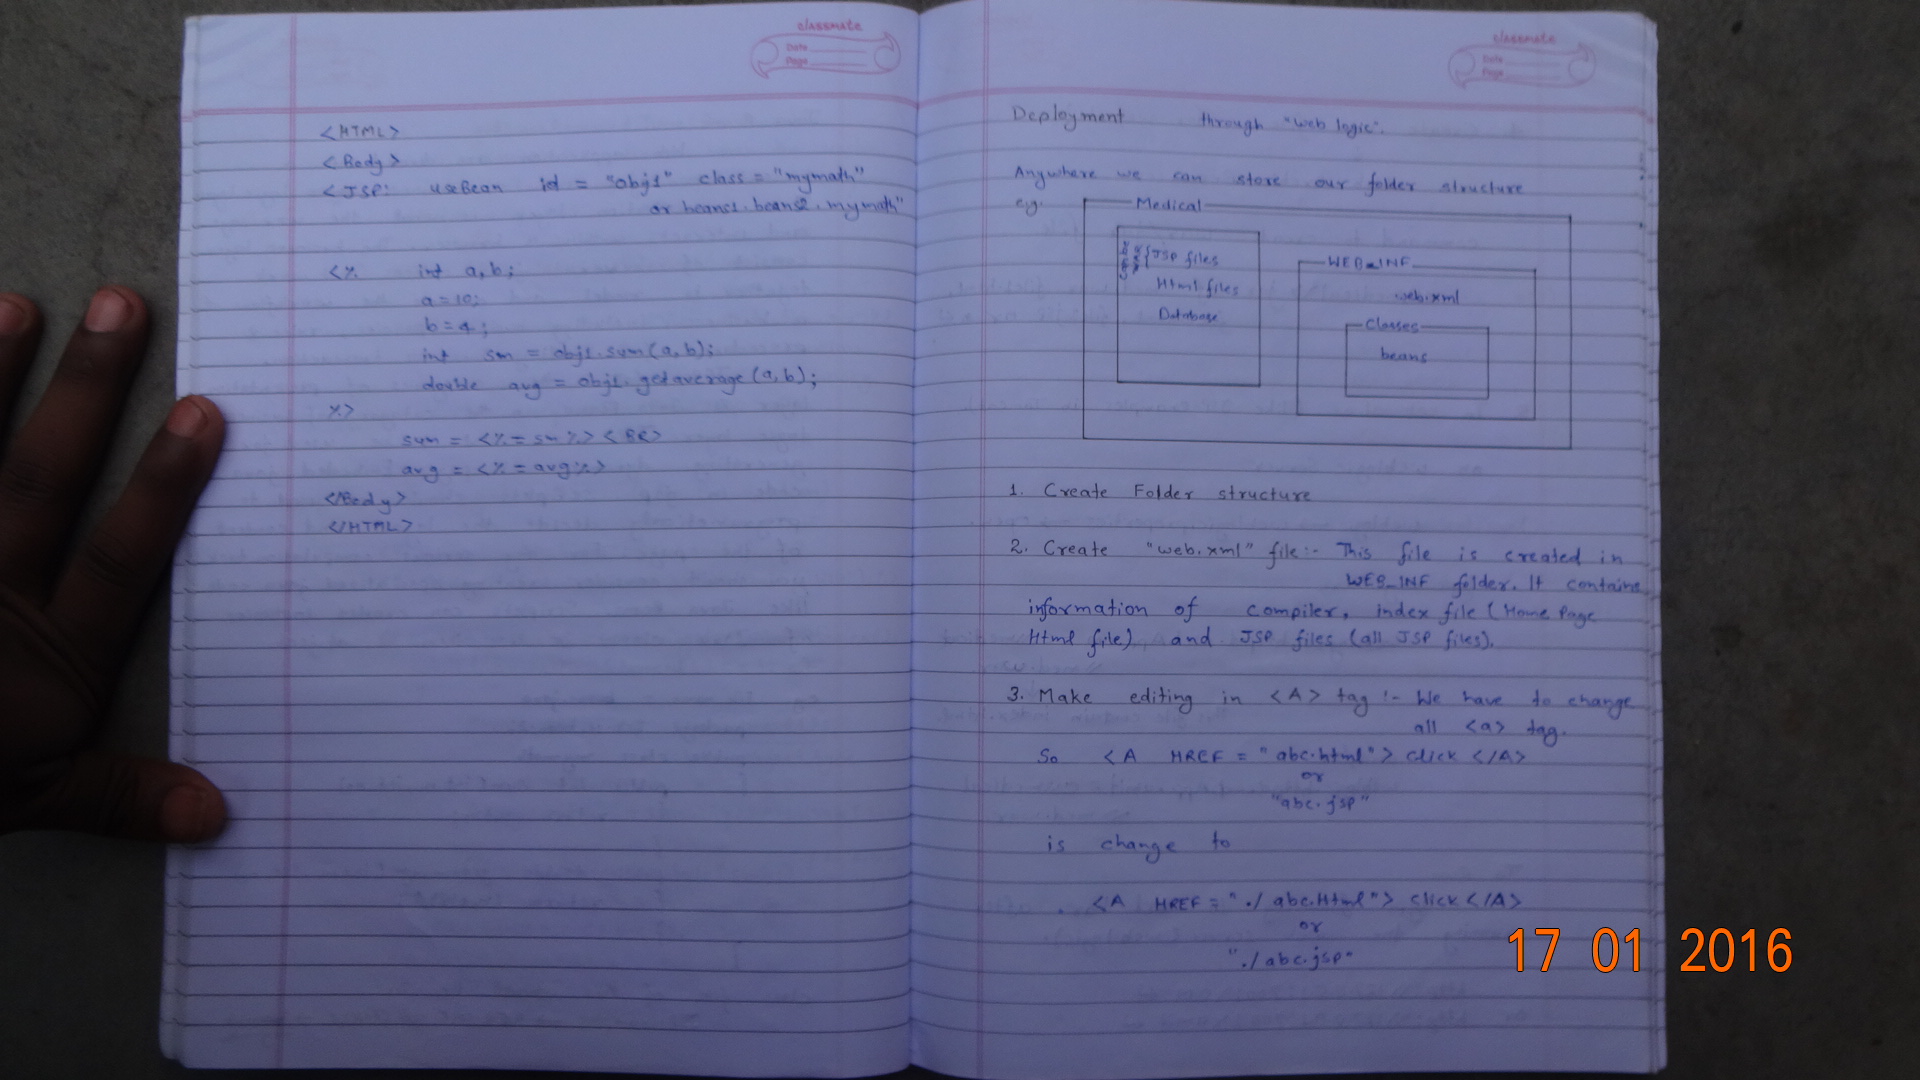 classmate
Date
Page
<HTML>
<Body>
<JSP: useBean id = "obj1" class = "mymath"
or beans1.beans2.mymath"
<% int a, b;
a=10;
b=4;
int sm = obj1.sum(a, b);
double avg = obj1.getaverage(a, b);
%>
sum = <%=sm%><BR>
avg = <%=avg%>
</Body>
</HTML>
classmate
Date
Page
Deployment through "web logic".
Anywhere we can store our folder structure
e.g.
Medical
JSP files
Html files
Database
WEB_INF
web.xml
Classes
beans
1. Create Folder structure
2. Create "web.xml" file:- This file is created in
WEB_INF folder. It contains
information of compiler, index file (Home Page
Html file) and JSP files (all JSP files).
3. Make editing in <A> tag :- We have to change
all <a> tag.
So <A HREF = "abc.html"> click </A>
or
"abc.jsp"
is change to
<A HREF = "./abc.Html"> click </A>
or
"./abc.jsp"
17 01 2016